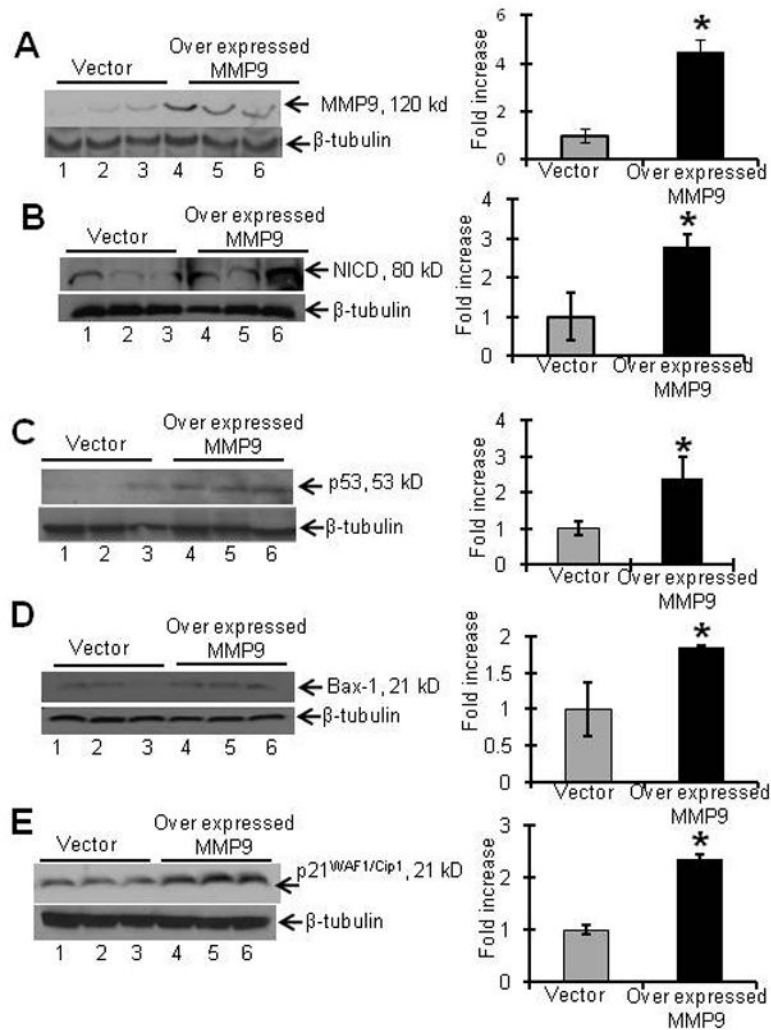 A
Vector
Over expressed
MMP9
MMP9, 120 kd
β-tubulin
1 2 3 4 5 6
Fold increase
6
4
2
0
*
Vector
Over expressed
MMP9
B
Vector
Over expressed
MMP9
NICD, 80 kD
β-tubulin
1 2 3 4 5 6
Fold increase
4
3
2
1
0
*
Vector
Over expressed
MMP9
C
Vector
Over expressed
MMP9
p53, 53 kD
β-tubulin
1 2 3 4 5 6
Fold increase
4
3
2
1
0
*
Vector
Over expressed
MMP9
D
Vector
Over expressed
MMP9
Bax-1, 21 kD
β-tubulin
1 2 3 4 5 6
Fold increase
2
1.5
1
0.5
0
*
Vector
Over expressed
MMP9
E
Vector
Over expressed
MMP9
p21WAF1/Cip1, 21 kD
β-tubulin
1 2 3 4 5 6
Fold increase
3
2
1
0
*
Vector
Over expressed
MMP9